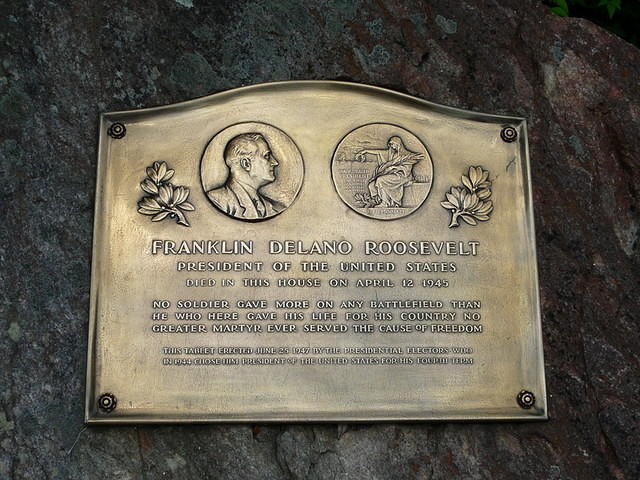 FRANKLIN DELANO ROOSEVELT
PRESIDENT OF THE UNITED STATES
DIED IN THIS HOUSE ON APRIL 12 1945
NO SOLDIER GAVE MORE ON ANY BATTLEFIELD THAN
HE WHO HERE GAVE HIS LIFE FOR HIS COUNTRY NO
GREATER MARTYR EVER SERVED THE CAUSE OF FREEDOM
THIS TABLET ERECTED JUNE 25 1947 BY THE PRESIDENTIAL ELECTORS WHO
IN 1944 CHOSE HIM PRESIDENT OF THE UNITED STATES FOR HIS FOURTH TERM